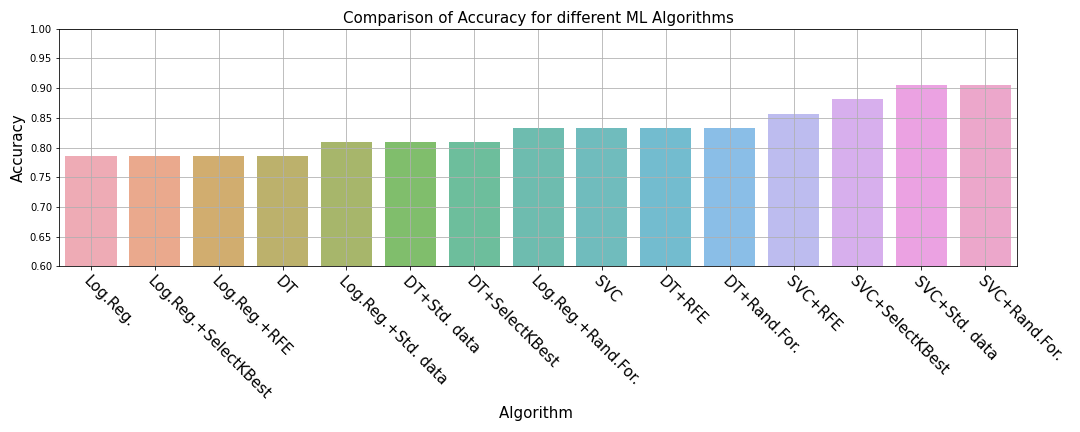 Comparison of Accuracy for different ML Algorithms
1.00
0.95
0.90
0.85
0.80
0.75
0.70
0.65
0.60
Accuracy
Log.Reg.
Log.Reg.+SelectKBest
Log.Reg.+RFE
DT
Log.Reg.+Std. data
DT+Std. data
DT+SelectKBest
Log.Reg.+Rand.For.
SVC
DT+RFE
DT+Rand.For.
SVC+RFE
SVC+SelectKBest
SVC+Std. data
SVC+Rand.For.
Algorithm